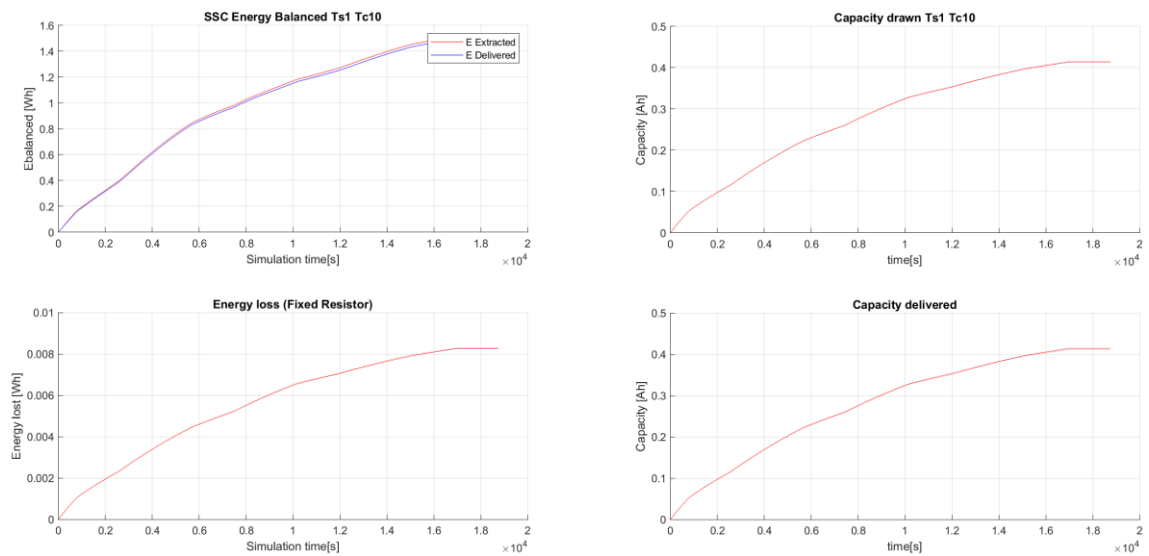 SSC Energy Balanced Ts1 Tc10
1.6
1.4
1.2
1
0.8
0.6
0.4
0.2
0
Ebalanced [Wh]
E Extracted
E Delivered
0 0.2 0.4 0.6 0.8 1 1.2 1.4 1.6 1.8 2
Simulation time[s]
×10⁴
Capacity drawn Ts1 Tc10
0.5
0.4
0.3
0.2
0.1
0
Capacity [Ah]
0 0.2 0.4 0.6 0.8 1 1.2 1.4 1.6 1.8 2
time[s]
×10⁴
Energy loss (Fixed Resistor)
0.01
0.008
0.006
0.004
0.002
0
Energy lost [Wh]
0 0.2 0.4 0.6 0.8 1 1.2 1.4 1.6 1.8 2
Simulation time[s]
×10⁴
Capacity delivered
0.5
0.4
0.3
0.2
0.1
0
Capacity [Ah]
0 0.2 0.4 0.6 0.8 1 1.2 1.4 1.6 1.8 2
time[s]
×10⁴